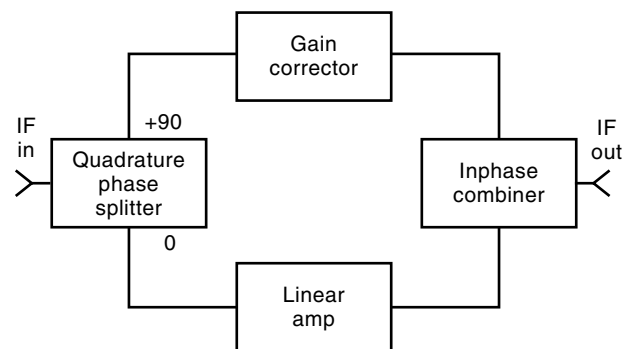 Gain
corrector
IF
in
+90
IF
out
Quadrature
phase
splitter
Inphase
combiner
0
Linear
amp